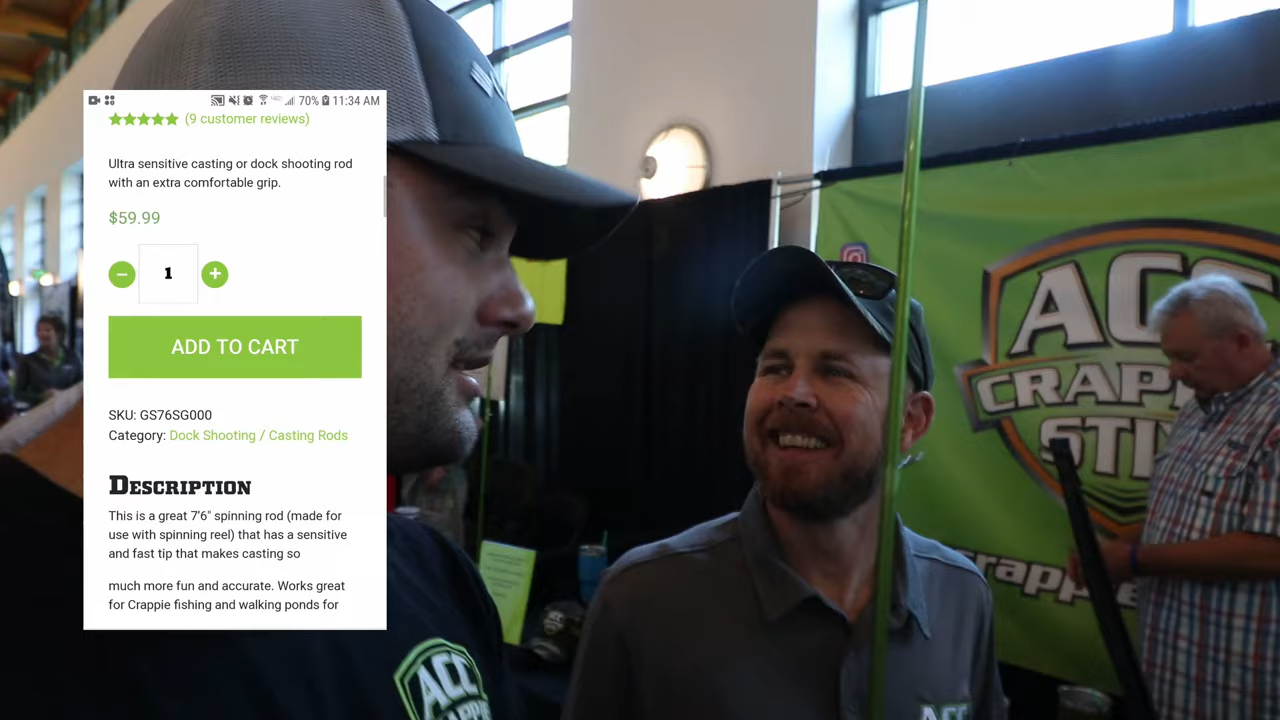 70% 11:34 AM
(9 customer reviews)
Ultra sensitive casting or dock shooting rod
with an extra comfortable grip.
$59.99
1
ADD TO CART
SKU: GS76SG000
Category: Dock Shooting / Casting Rods
DESCRIPTION
This is a great 7'6" spinning rod (made for
use with spinning reel) that has a sensitive
and fast tip that makes casting so
much more fun and accurate. Works great
for Crappie fishing and walking ponds for
ACC
ACC